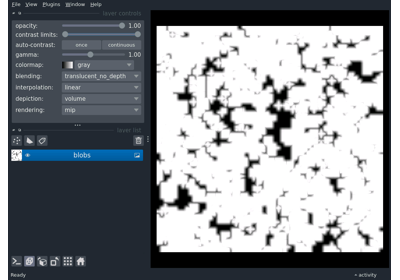 File View Plugins Window Help
layer controls
opacity: 1.00
contrast limits:
auto-contrast: once continuous
gamma: 1.00
colormap: gray
blending: translucent_no_depth
interpolation: linear
depiction: volume
rendering: mip
layer list
blobs
Ready activity